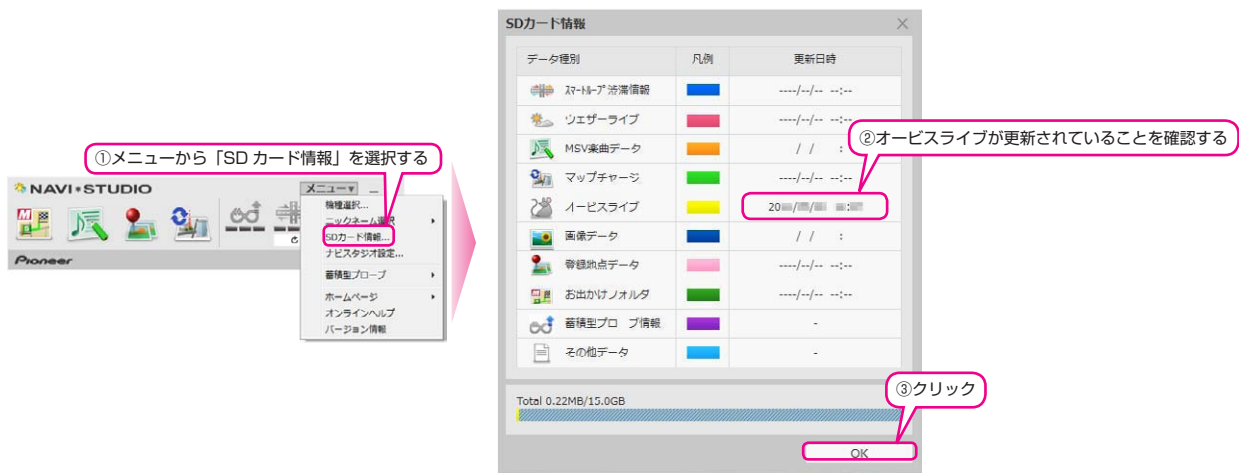 ①メニューから「SD カード情報」を選択する
NAVI*STUDIO
メニュー▼
機種選択...
ニックネーム選択
SDカード情報...
ナビスタジオ設定...
蓄積型プローブ
ホームページ
オンラインヘルプ
バージョン情報
Pioneer
SDカード情報
データ種別 凡例 更新日時
スマートループ渋滞情報 ----/--/-- --:--
ウェザーライブ ----/--/-- --:--
②オービスライブが更新されていることを確認する
MSV楽曲データ / / :
マップチャージ ----/--/-- --:--
イービスライブ 20
画像データ / / :
登録地点データ ----/--/-- --:--
お出かけフォルダ ----/--/-- --:--
蓄積型プロ ブ情報 -
その他データ -
③クリック
Total 0.22MB/15.0GB
OK